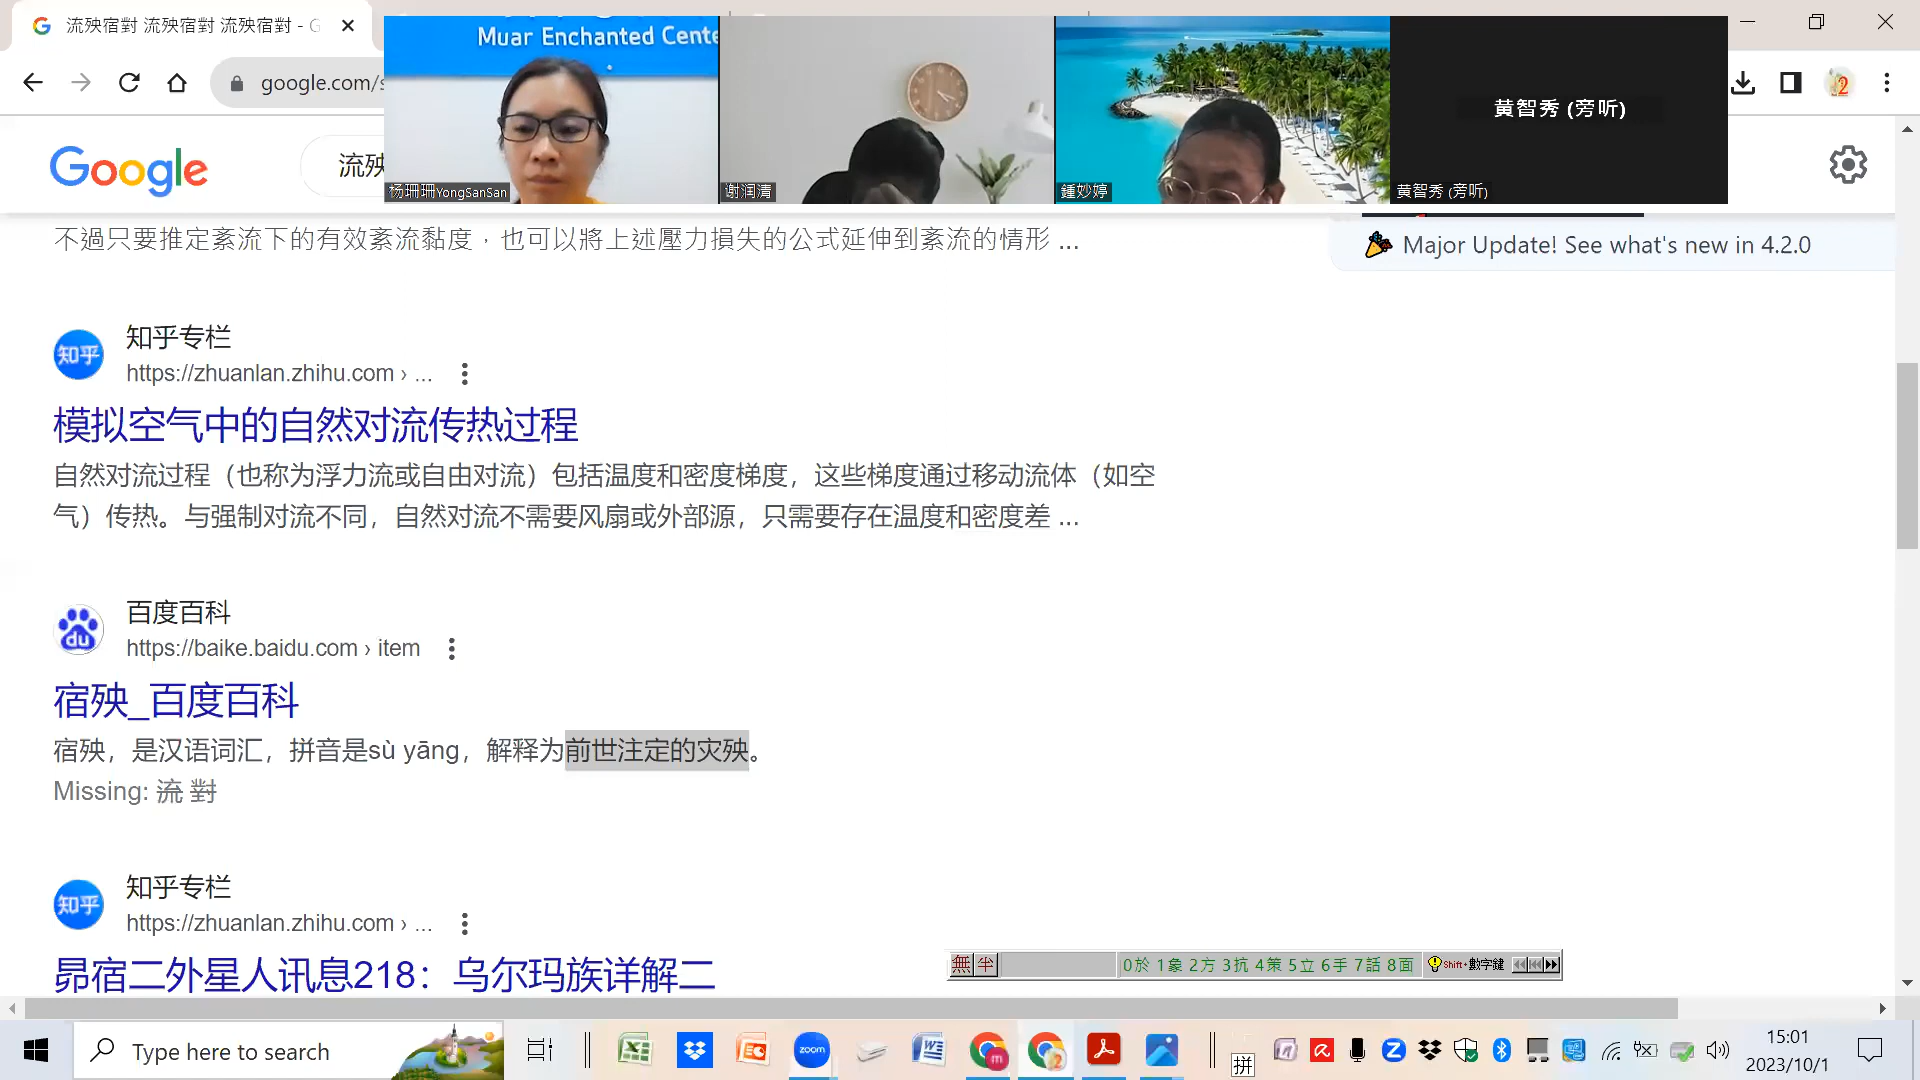 流殃宿對 流殃宿對 流殃宿對 - G
google.com/s
Muar Enchanted Cente
杨珊珊YongSanSan
谢润清
鍾妙婷
黄智秀 (旁听)
黄智秀 (旁听)
Google
流殃
不過只要推定紊流下的有效紊流黏度，也可以將上述壓力損失的公式延伸到紊流的情形 ...
Major Update! See what's new in 4.2.0
知乎
知乎专栏
https://zhuanlan.zhihu.com › ...
模拟空气中的自然对流传热过程
自然对流过程（也称为浮力流或自由对流）包括温度和密度梯度，这些梯度通过移动流体（如空
气）传热。与强制对流不同，自然对流不需要风扇或外部源，只需要存在温度和密度差 ...
du
百度百科
https://baike.baidu.com › item
宿殃_百度百科
宿殃，是汉语词汇，拼音是sù yāng，解释为前世注定的灾殃。
Missing: 流 對
知乎
知乎专栏
https://zhuanlan.zhihu.com › ...
昴宿二外星人讯息218：乌尔玛族详解二
無 半 0於 1象 2方 3抗 4策 5立 6手 7話 8面 Shift+數字鍵
Type here to search
zoom
拼
15:01
2023/10/1